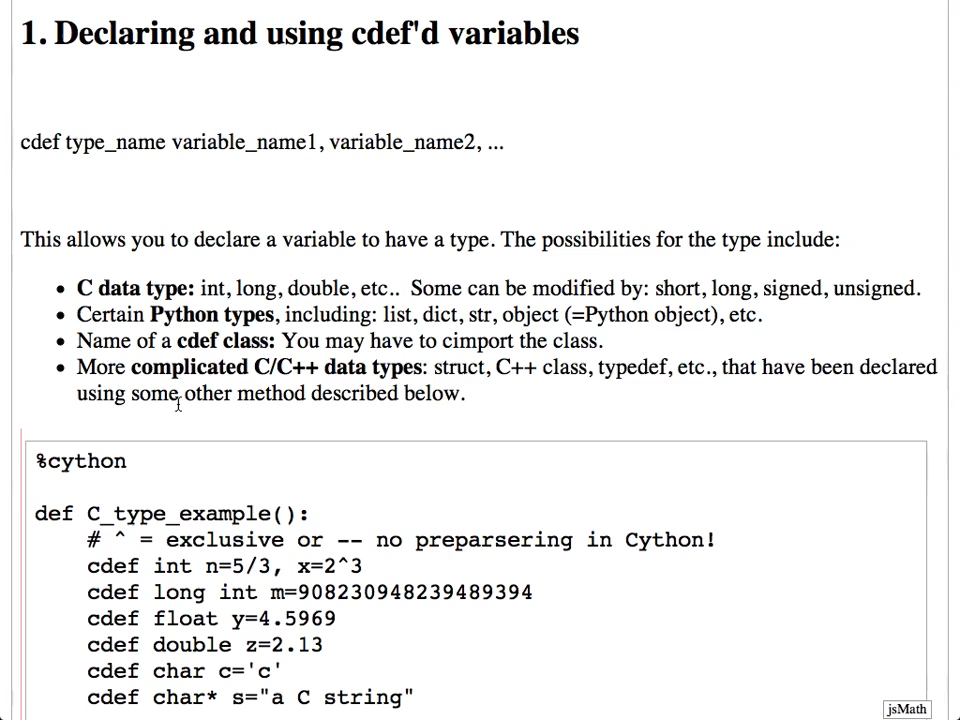 1. Declaring and using cdef'd variables
cdef type_name variable_name1, variable_name2, ...
This allows you to declare a variable to have a type. The possibilities for the type include:
• C data type: int, long, double, etc..  Some can be modified by: short, long, signed, unsigned.
• Certain Python types, including: list, dict, str, object (=Python object), etc.
• Name of a cdef class: You may have to cimport the class.
• More complicated C/C++ data types: struct, C++ class, typedef, etc., that have been declared
using some other method described below.
%cython
def C_type_example():
    # ^ = exclusive or -- no preparsering in Cython!
    cdef int n=5/3, x=2^3
    cdef long int m=908230948239489394
    cdef float y=4.5969
    cdef double z=2.13
    cdef char c='c'
    cdef char* s="a C string"
jsMath